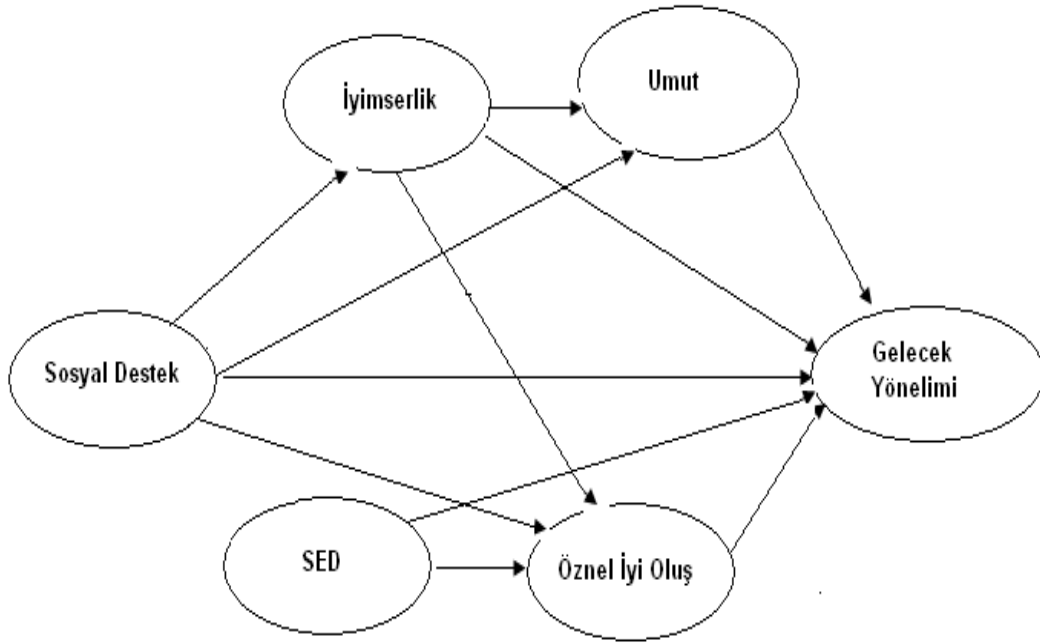 İyimserlik
Umut
Sosyal Destek
Gelecek
Yönelimi
SED
Öznel İyi Oluş